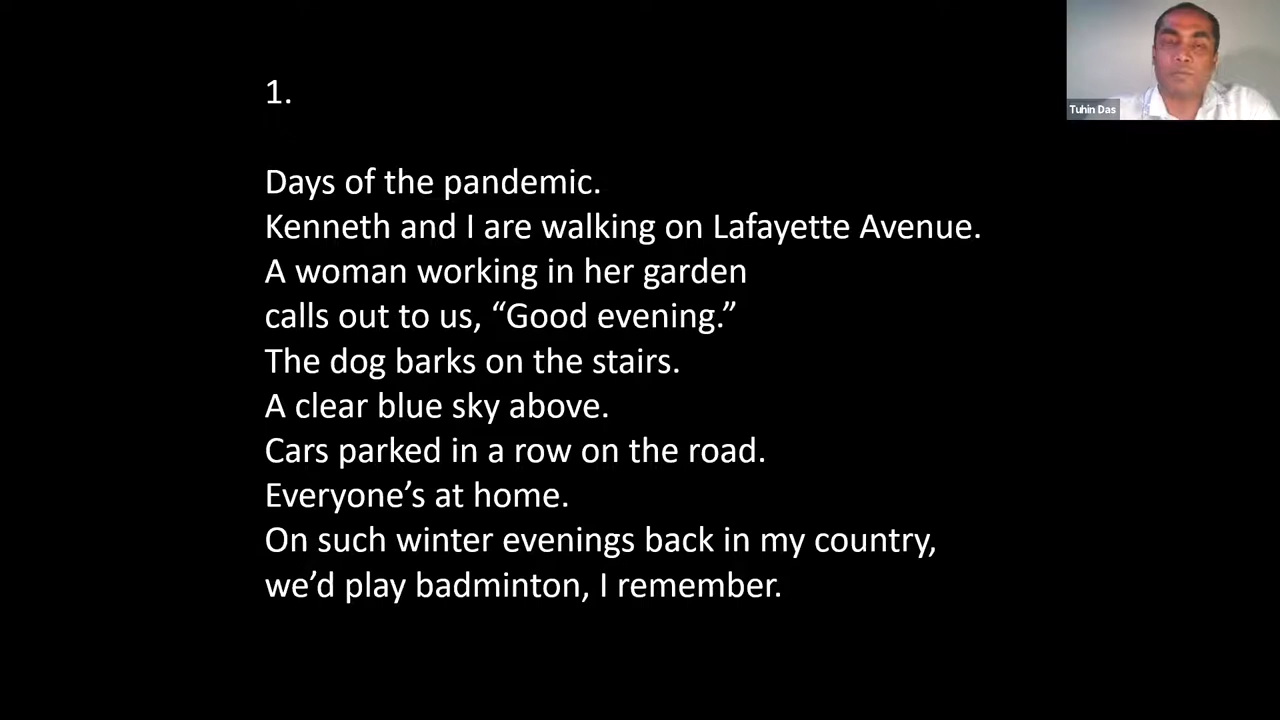 1.
Days of the pandemic.
Kenneth and I are walking on Lafayette Avenue.
A woman working in her garden
calls out to us, “Good evening.”
The dog barks on the stairs.
A clear blue sky above.
Cars parked in a row on the road.
Everyone’s at home.
On such winter evenings back in my country,
we’d play badminton, I remember.
Tuhin Das